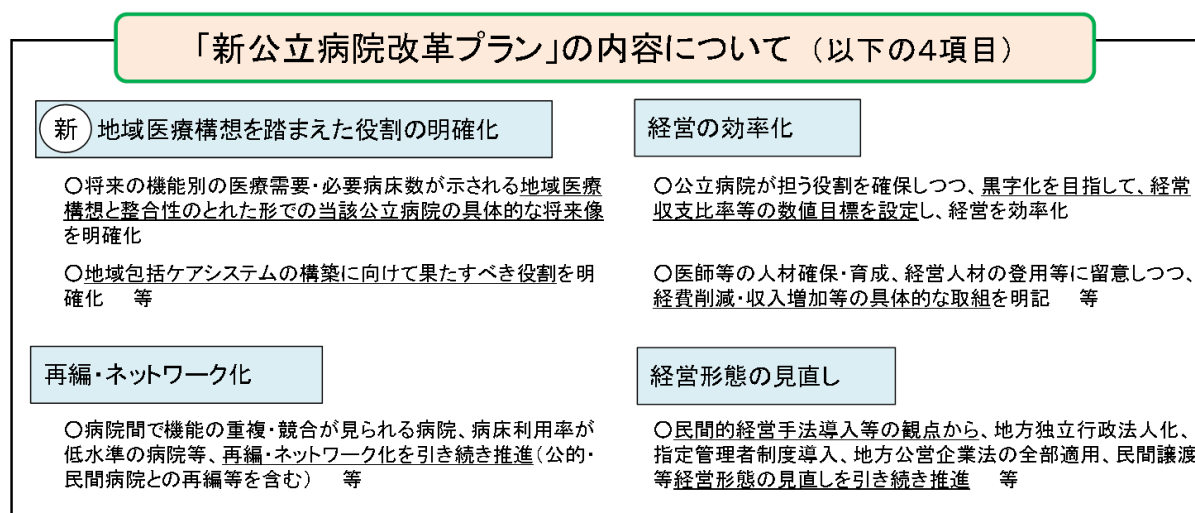 「新公立病院改革プラン」の内容について（以下の4項目）
新 地域医療構想を踏まえた役割の明確化
〇将来の機能別の医療需要・必要病床数が示される地域医療
構想と整合性のとれた形での当該公立病院の具体的な将来像
を明確化
〇地域包括ケアシステムの構築に向けて果たすべき役割を明
確化　等
経営の効率化
〇公立病院が担う役割を確保しつつ、黒字化を目指して、経常
収支比率等の数値目標を設定し、経営を効率化
〇医師等の人材確保・育成、経営人材の登用等に留意しつつ、
経費削減・収入増加等の具体的な取組を明記　等
再編・ネットワーク化
〇病院間で機能の重複・競合が見られる病院、病床利用率が
低水準の病院等、再編・ネットワーク化を引き続き推進（公的・
民間病院との再編等を含む）　等
経営形態の見直し
〇民間的経営手法導入等の観点から、地方独立行政法人化、
指定管理者制度導入、地方公営企業法の全部適用、民間譲渡
等経営形態の見直しを引き続き推進　等